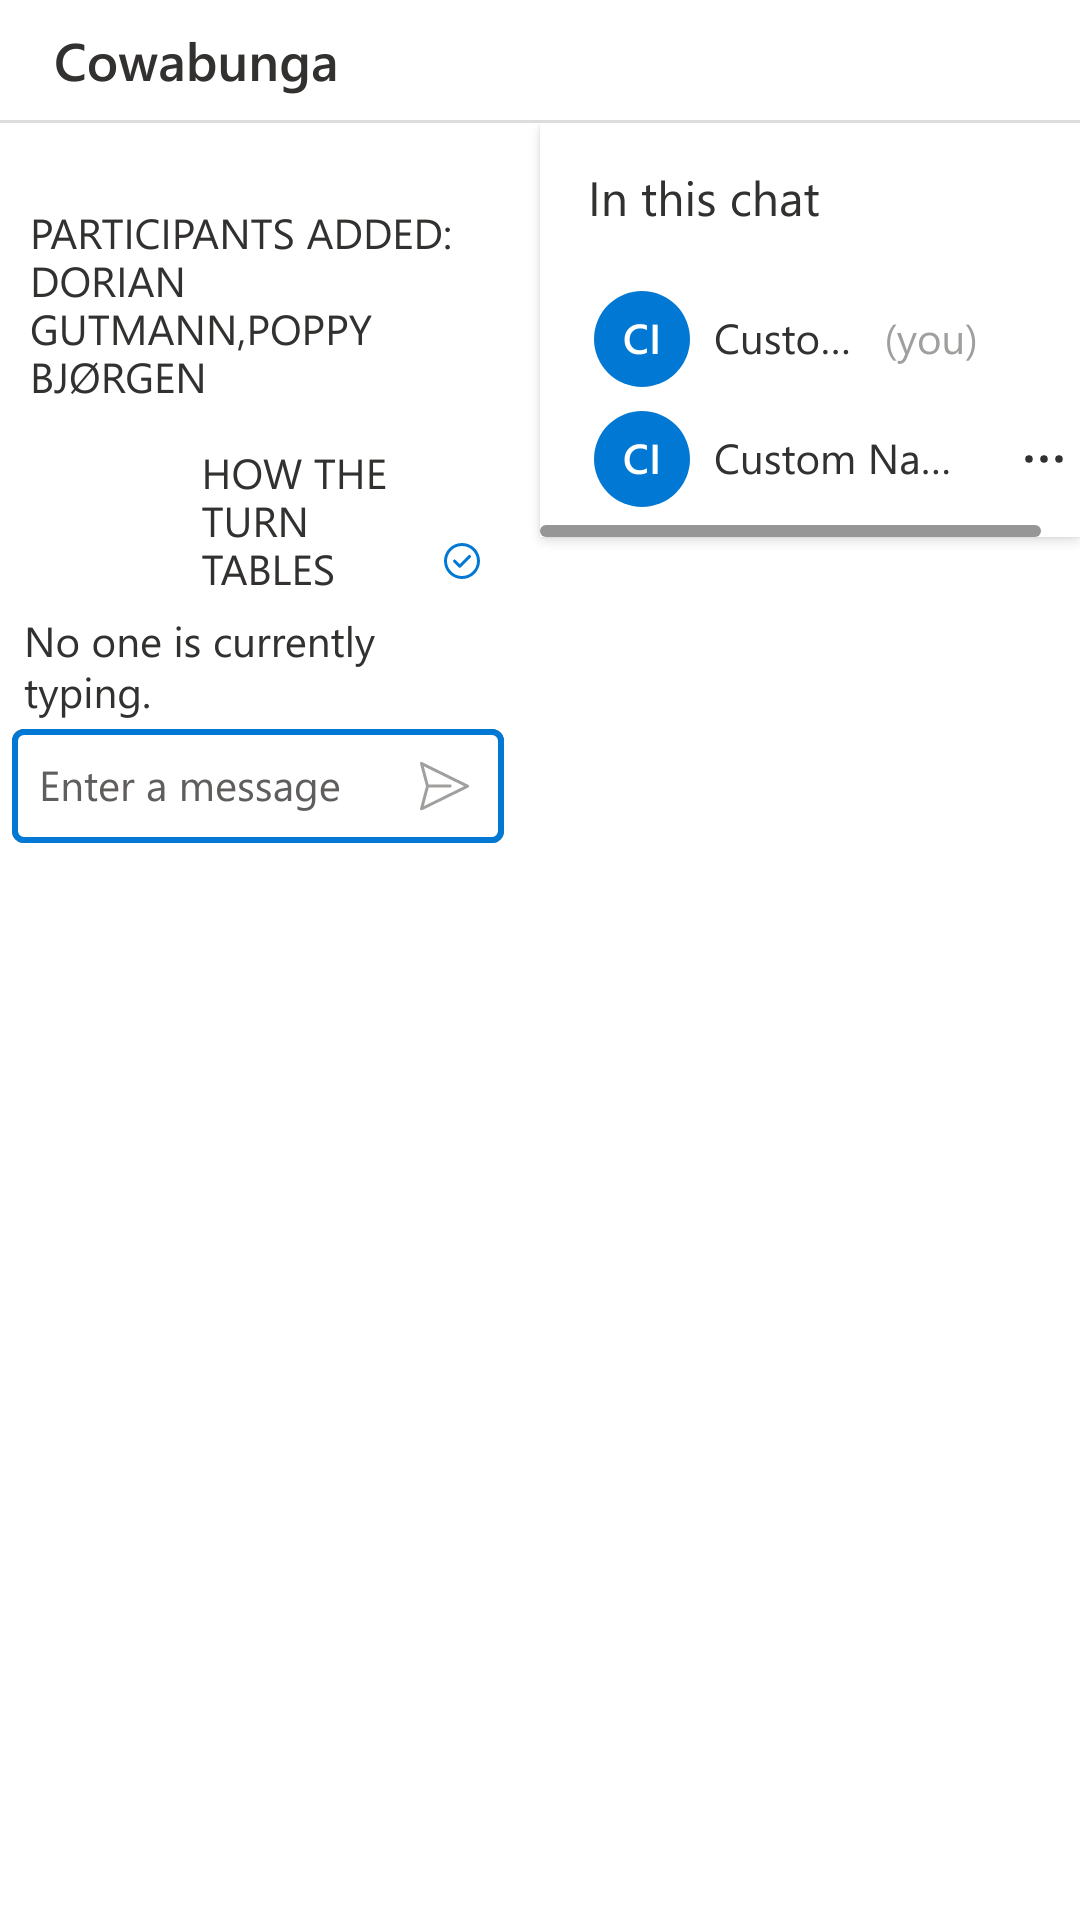 Cowabunga
PARTICIPANTS ADDED:
DORIAN
GUTMANN,POPPY
BJØRGEN
HOW THE
TURN
TABLES
No one is currently
typing.
Enter a message
In this chat
CI Custo... (you)
CI Custom Na...